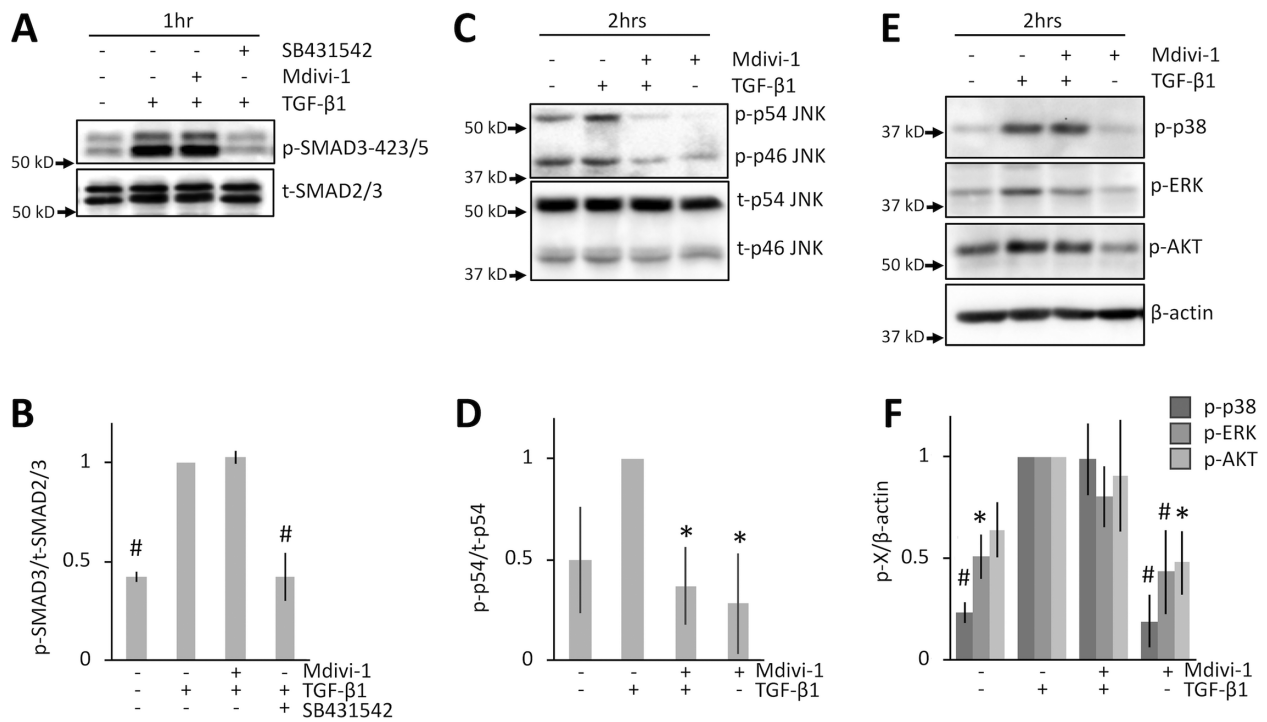 A
1hr
- - - + SB431542
- - + - Mdivi-1
- + + + TGF-β1
p-SMAD3-423/5
50 kD
t-SMAD2/3
50 kD
B
p-SMAD3/t-SMAD2/3
1
0.5
0
#
#
- - + - Mdivi-1
- + + + TGF-β1
- - - + SB431542
C
2hrs
- - + + Mdivi-1
- + + - TGF-β1
p-p54 JNK
50 kD
p-p46 JNK
37 kD
t-p54 JNK
50 kD
t-p46 JNK
37 kD
D
p-p54/t-p54
1
0.5
0
*
*
- - + + Mdivi-1
- + + - TGF-β1
E
2hrs
- - + + Mdivi-1
- + + - TGF-β1
37 kD
p-p38
p-ERK
37 kD
p-AKT
50 kD
β-actin
37 kD
F
p-p38
p-ERK
p-AKT
p-X/β-actin
1
0.5
0
# *
# # *
- - + + Mdivi-1
- + + - TGF-β1